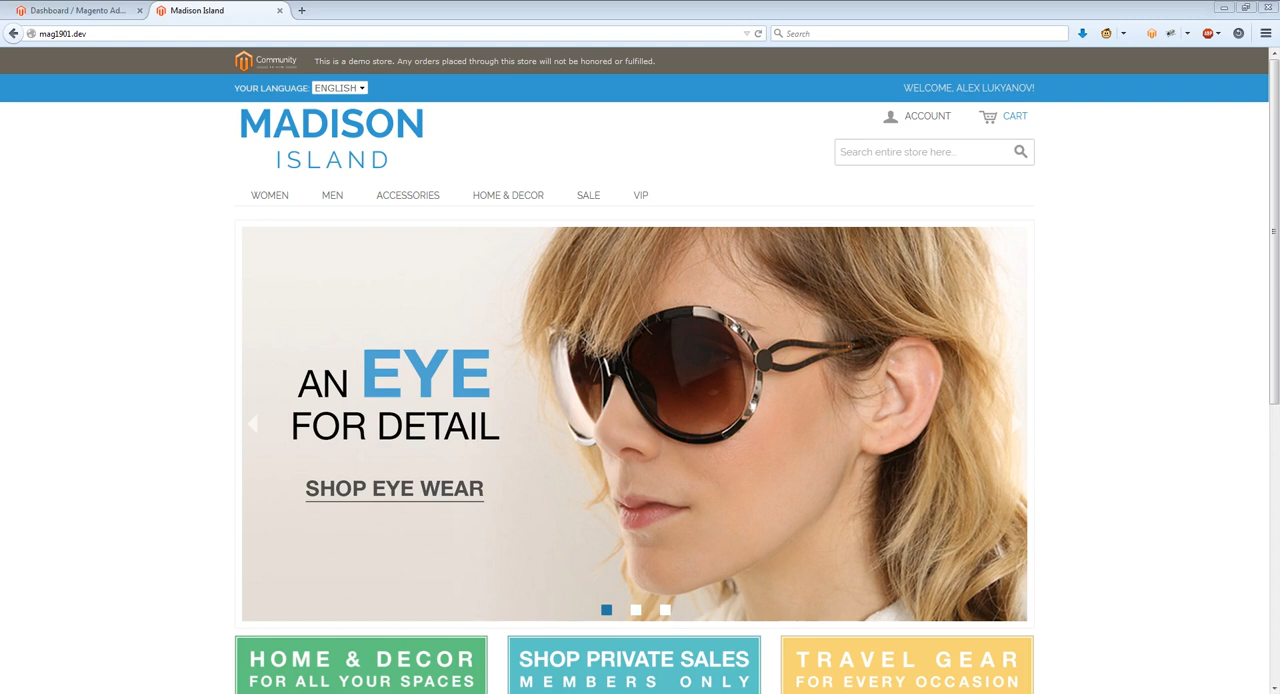 Dashboard / Magento Ad...
Madison Island
mag1901.dev
Search
Community
This is a demo store. Any orders placed through this store will not be honored or fulfilled.
YOUR LANGUAGE: ENGLISH
WELCOME, ALEX LUKYANOV!
MADISON
ISLAND
ACCOUNT
CART
Search entire store here...
WOMEN
MEN
ACCESSORIES
HOME & DECOR
SALE
VIP
AN EYE
FOR DETAIL
SHOP EYE WEAR
HOME & DECOR
FOR ALL YOUR SPACES
SHOP PRIVATE SALES
MEMBERS ONLY
TRAVEL GEAR
FOR EVERY OCCASION